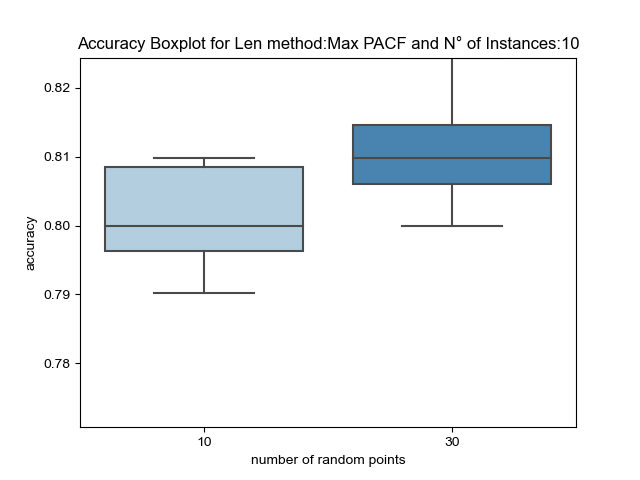 Accuracy Boxplot for Len method:Max PACF and N° of Instances:10
0.82
0.81
0.80
0.79
0.78
accuracy
10
30
number of random points